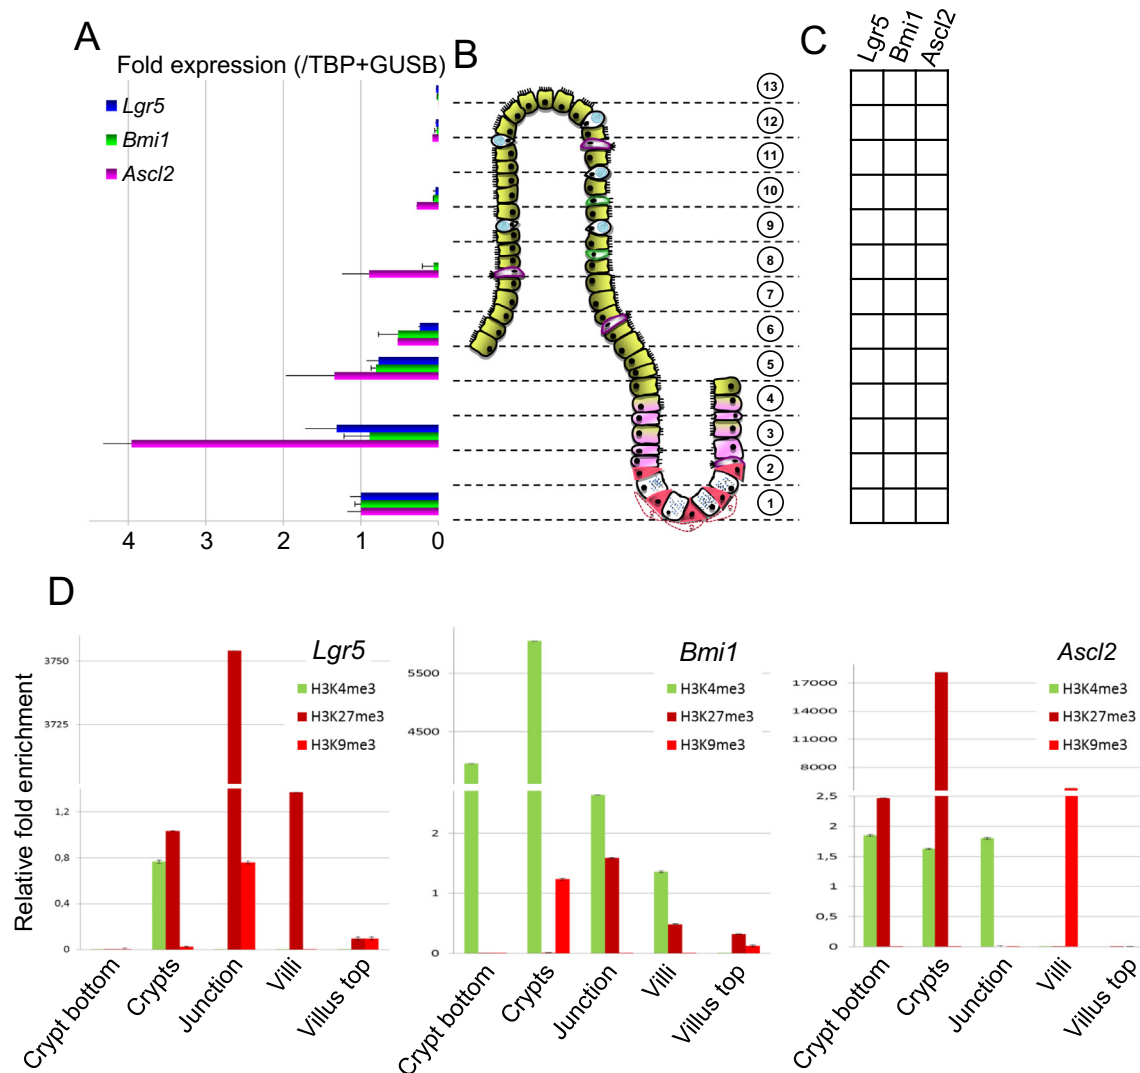 A
Fold expression (/TBP+GUSB)
Lgr5
Bmi1
Ascl2
4 3 2 1 0
B
13
12
11
10
9
8
7
6
5
4
3
2
1
C
Lgr5 Bmi1 Ascl2
D
Relative fold enrichment
Lgr5
H3K4me3
H3K27me3
H3K9me3
3750
3725
1,2
0,8
0,4
0
Crypt bottom
Crypts
Junction
Villi
Villus top
Bmi1
H3K4me3
H3K27me3
H3K9me3
5500
4500
2
1
0
Crypt bottom
Crypts
Junction
Villi
Villus top
Ascl2
H3K4me3
H3K27me3
H3K9me3
17000
14000
11000
8000
2,5
2
1,5
1
0,5
0
Crypt bottom
Crypts
Junction
Villi
Villus top